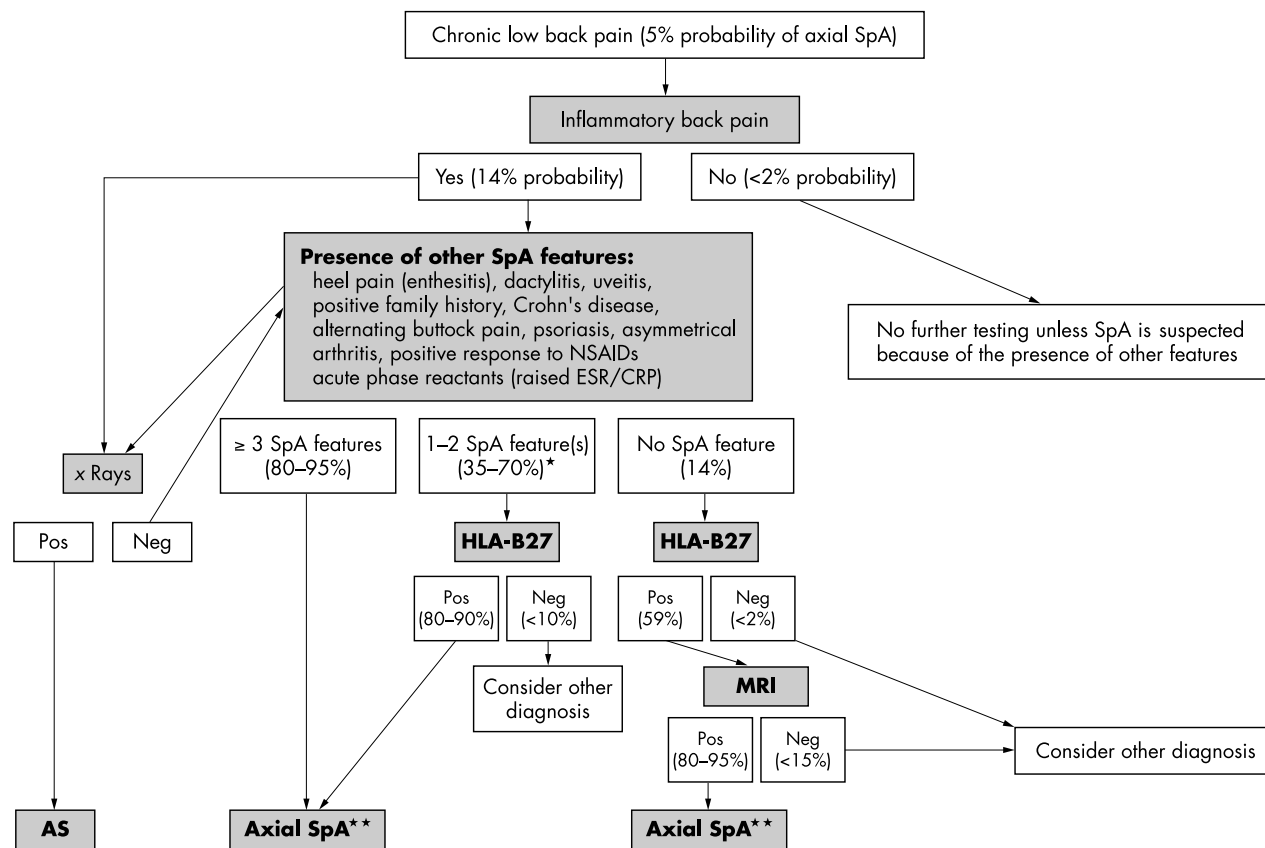 Chronic low back pain (5% probability of axial SpA)
Inflammatory back pain
Yes (14% probability)
No (<2% probability)
Presence of other SpA features:
heel pain (enthesitis), dactylitis, uveitis,
positive family history, Crohn's disease,
alternating buttock pain, psoriasis, asymmetrical
arthritis, positive response to NSAIDs
acute phase reactants (raised ESR/CRP)
No further testing unless SpA is suspected
because of the presence of other features
x Rays
≥ 3 SpA features
(80–95%)
1–2 SpA feature(s)
(35–70%)★
No SpA feature
(14%)
Pos
Neg
HLA-B27
HLA-B27
Pos
(80–90%)
Neg
(<10%)
Pos
(59%)
Neg
(<2%)
Consider other
diagnosis
MRI
Pos
(80–95%)
Neg
(<15%)
Consider other diagnosis
AS
Axial SpA★★
Axial SpA★★